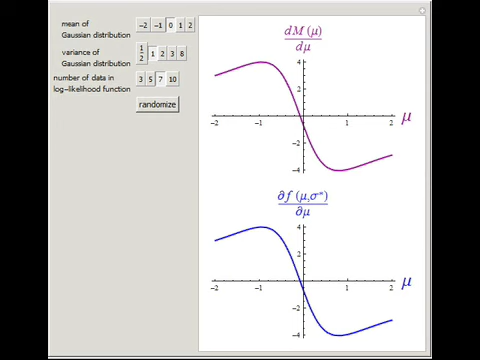 mean of
Gaussian distribution
-2 -1 0 1 2
variance of
Gaussian distribution
1/2 1 2 3 8
number of data in
log-likelihood function
3 5 7 10
randomize
dM (μ)
dμ
4
2
-2 -1 1 2
μ
-2
-4
∂f (μ,σ*)
∂μ
4
2
-2 -1 1 2
μ
-2
-4